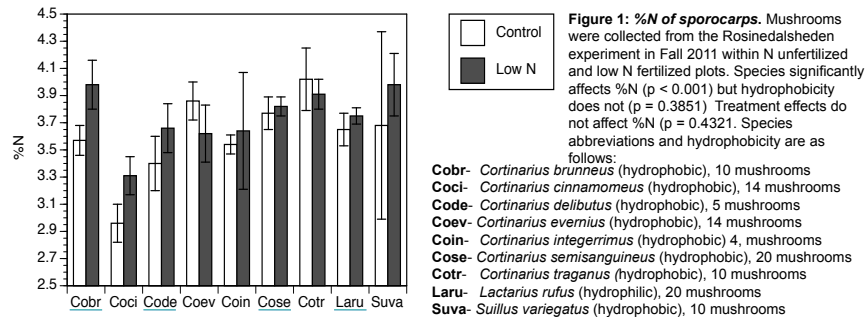 4.5
4.3
4.1
3.9
3.7
3.5
3.3
3.1
2.9
2.7
2.5
%N
Cobr Coci Code Coev Coin Cose Cotr Laru Suva
Control
Low N
Figure 1: %N of sporocarps. Mushrooms
were collected from the Rosinedalsheden
experiment in Fall 2011 within N unfertilized
and low N fertilized plots. Species significantly
affects %N (p < 0.001) but hydrophobicity
does not (p = 0.3851) Treatment effects do
not affect %N (p = 0.4321. Species
abbreviations and hydrophobicity are as
follows:
Cobr- Cortinarius brunneus (hydrophobic), 10 mushrooms
Coci- Cortinarius cinnamomeus (hydrophobic), 14 mushrooms
Code- Cortinarius delibutus (hydrophobic), 5 mushrooms
Coev- Cortinarius evernius (hydrophobic), 14 mushrooms
Coin- Cortinarius integerrimus (hydrophobic) 4, mushrooms
Cose- Cortinarius semisanguineus (hydrophobic), 20 mushrooms
Cotr- Cortinarius traganus (hydrophobic), 10 mushrooms
Laru- Lactarius rufus (hydrophilic), 20 mushrooms
Suva- Suillus variegatus (hydrophobic), 10 mushrooms